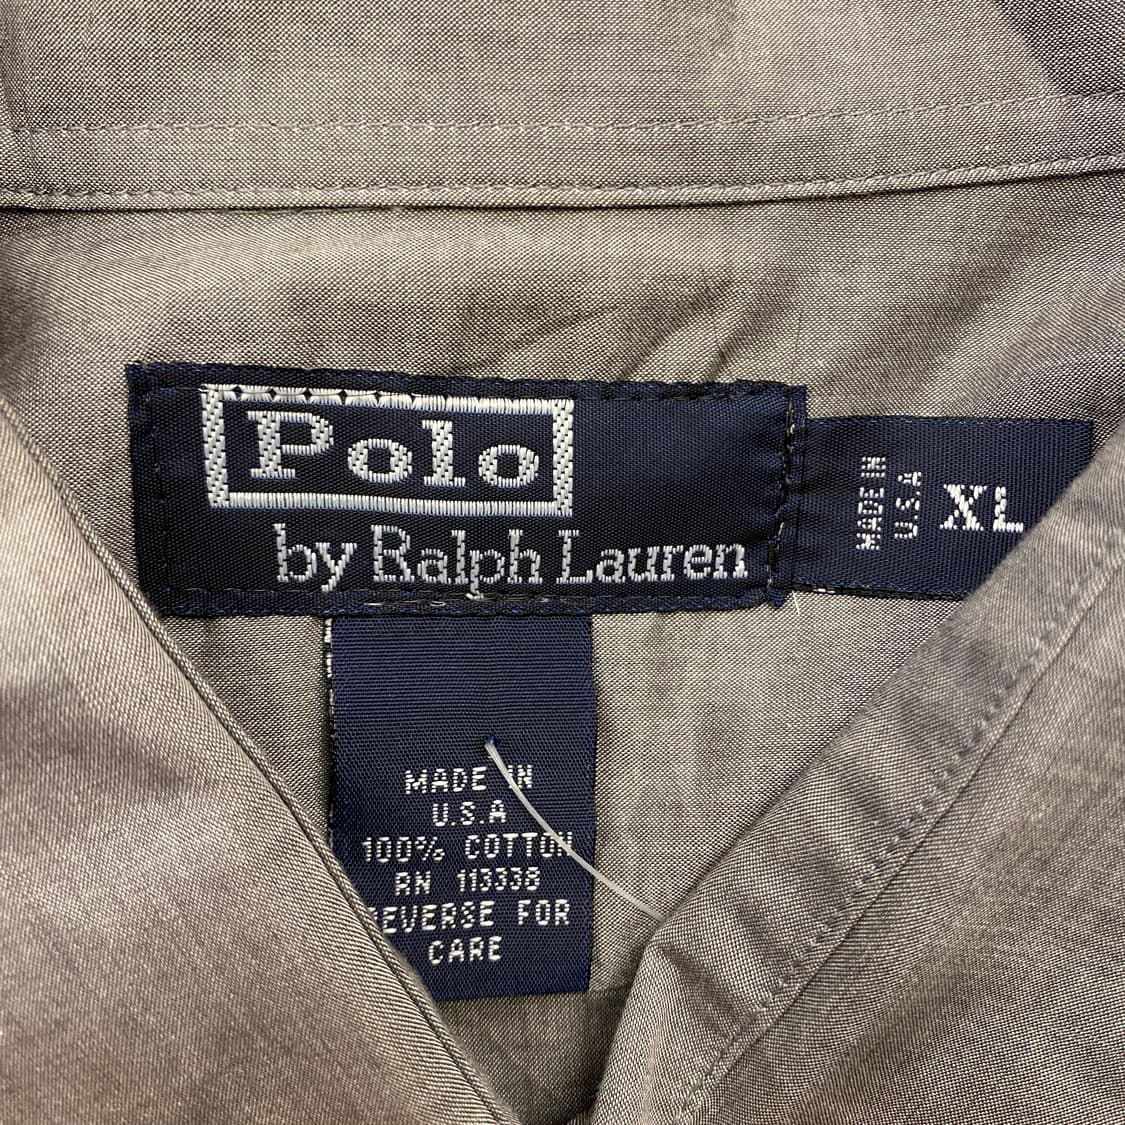 Polo
by Ralph Lauren
MADE IN
U.S.A
XL
MADE IN
U.S.A
100% COTTON
RN 113338
REVERSE FOR
CARE